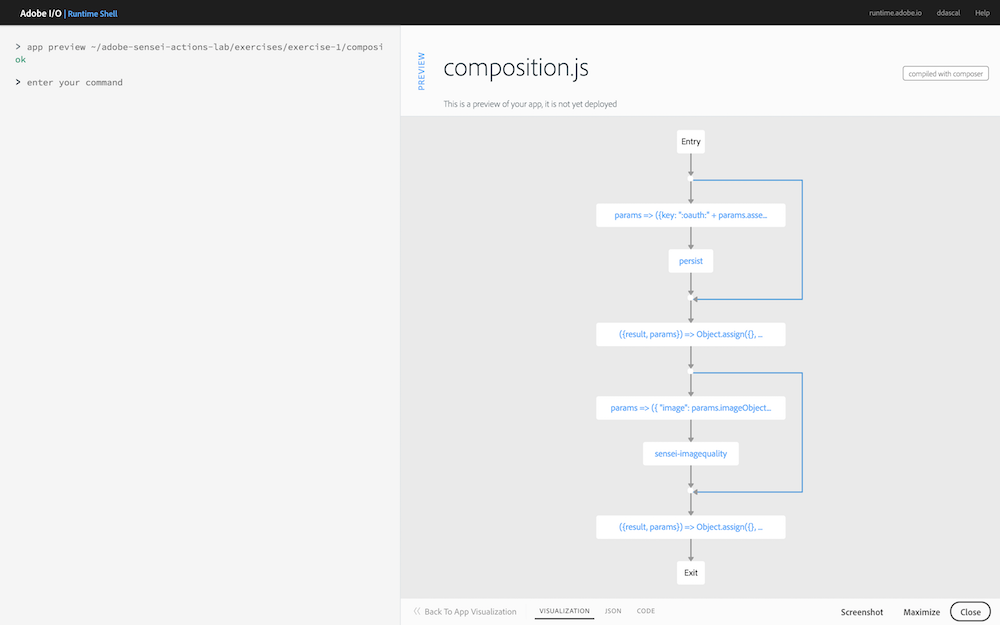 Adobe I/O | Runtime Shell
runtime.adobe.io ddascal Help
> app preview ~/adobe-sensei-actions-lab/exercises/exercise-1/composi
ok
> enter your command
PREVIEW
composition.js
compiled with composer
This is a preview of your app, it is not yet deployed
Entry
params => ({key: ":oauth:" + params.asse...
persist
({result, params}) => Object.assign({}, ...
params => ({ "image": params.imageObject...
sensei-imagequality
({result, params}) => Object.assign({}, ...
Exit
Back To App Visualization VISUALIZATION JSON CODE Screenshot Maximize Close